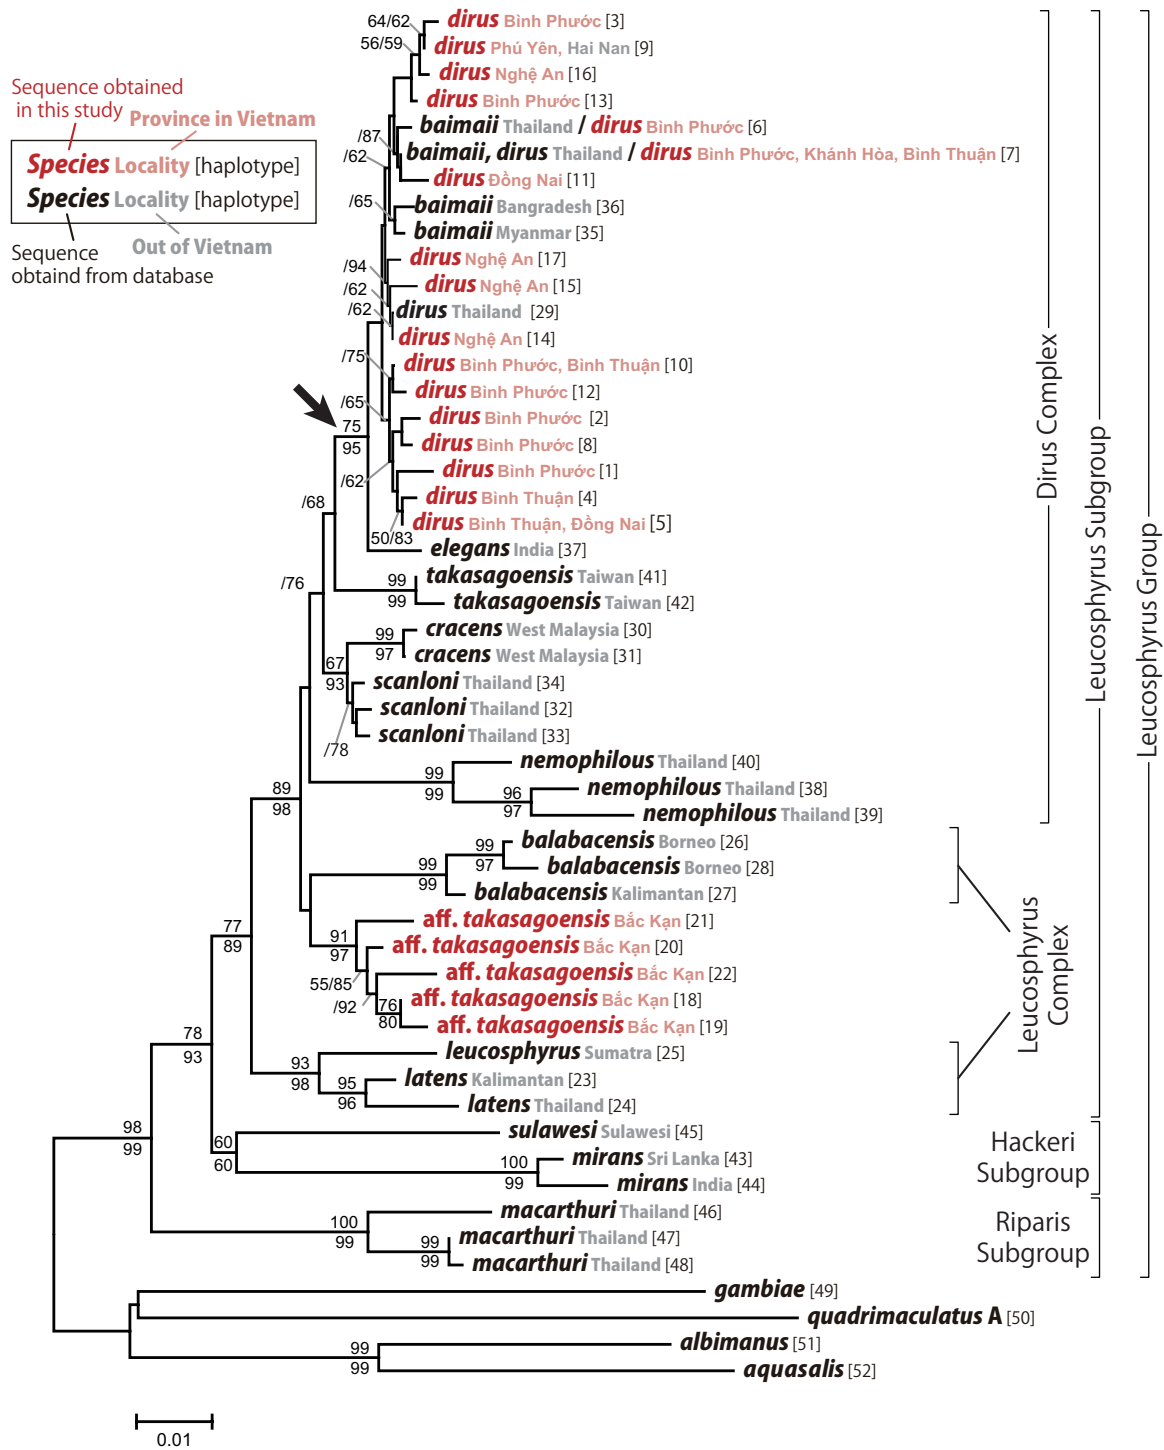 64/62
dirus Bình Phước [3]
56/59
dirus Phú Yên, Hai Nan [9]
dirus Nghệ An [16]
dirus Bình Phước [13]
Sequence obtained
in this study
Province in Vietnam
Species Locality [haplotype]
Species Locality [haplotype]
Out of Vietnam
Sequence
obtaind from database
/87
baimaii Thailand / dirus Bình Phước [6]
/62
baimaii, dirus Thailand / dirus Bình Phước, Khánh Hòa, Bình Thuận [7]
dirus Đồng Nai [11]
/65
baimaii Bangradesh [36]
baimaii Myanmar [35]
/94
dirus Nghệ An [17]
/62
dirus Nghệ An [15]
/62
dirus Thailand [29]
dirus Nghệ An [14]
/75
dirus Bình Phước, Bình Thuận [10]
/65
dirus Bình Phước [12]
75
95
dirus Bình Phước [2]
dirus Bình Phước [8]
/62
dirus Bình Phước [1]
dirus Bình Thuận [4]
50/83
dirus Bình Thuận, Đồng Nai [5]
/68
elegans India [37]
/76
99
99
takasagoensis Taiwan [41]
takasagoensis Taiwan [42]
99
97
cracens West Malaysia [30]
cracens West Malaysia [31]
67
93
scanloni Thailand [34]
scanloni Thailand [32]
/78
scanloni Thailand [33]
99
99
nemophilous Thailand [40]
96
97
nemophilous Thailand [38]
nemophilous Thailand [39]
89
98
99
97
balabacensis Borneo [26]
balabacensis Borneo [28]
99
99
balabacensis Kalimantan [27]
77
89
91
97
aff. takasagoensis Bắc Kạn [21]
aff. takasagoensis Bắc Kạn [20]
55/85
aff. takasagoensis Bắc Kạn [22]
/92
76
80
aff. takasagoensis Bắc Kạn [18]
aff. takasagoensis Bắc Kạn [19]
78
93
93
98
leucosphyrus Sumatra [25]
95
96
latens Kalimantan [23]
latens Thailand [24]
98
99
60
60
sulawesi Sulawesi [45]
100
99
mirans Sri Lanka [43]
mirans India [44]
100
99
macarthuri Thailand [46]
99
99
macarthuri Thailand [47]
macarthuri Thailand [48]
gambiae [49]
quadrimaculatus A [50]
99
99
albimanus [51]
aquasalis [52]
0.01
Dirus Complex
Leucosphyrus
Complex
Leucosphyrus Subgroup
Hackeri
Subgroup
Riparis
Subgroup
Leucosphyrus Group